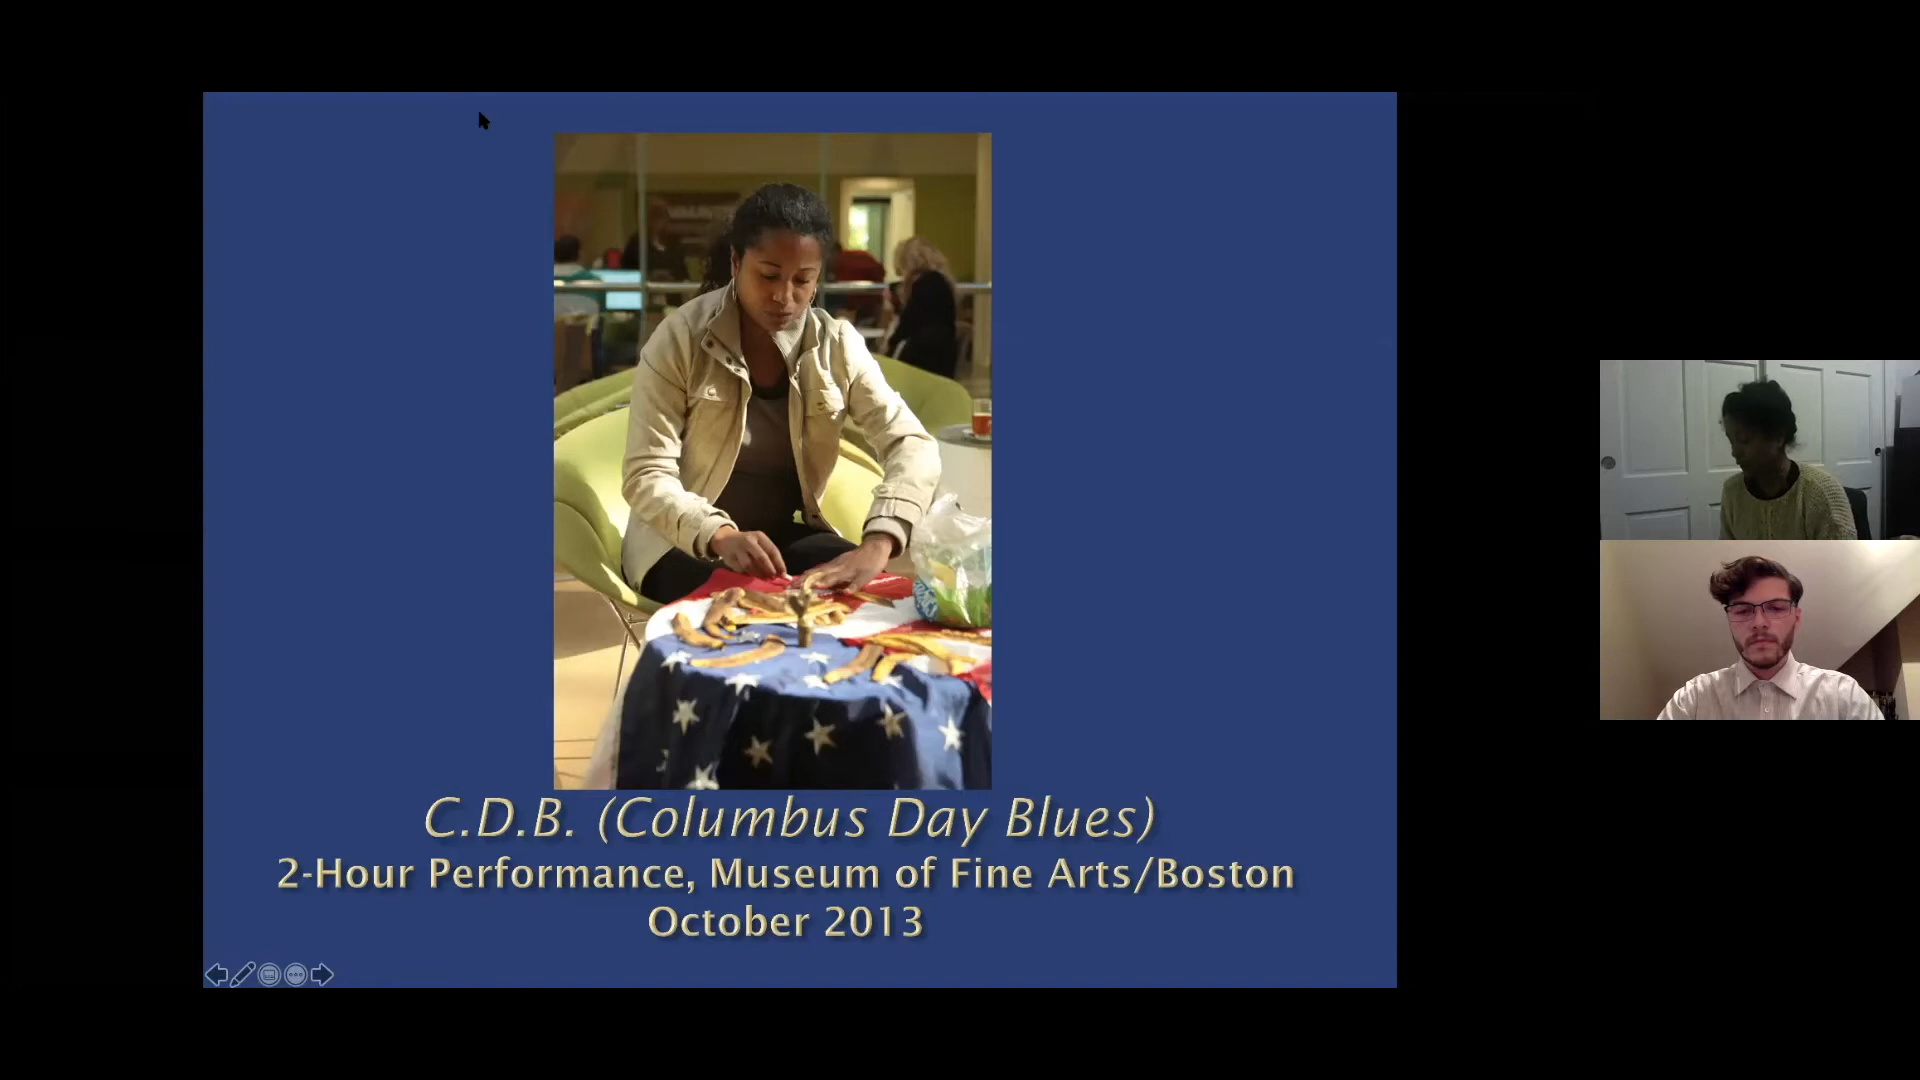 C.D.B. (Columbus Day Blues)
2-Hour Performance, Museum of Fine Arts/Boston
October 2013